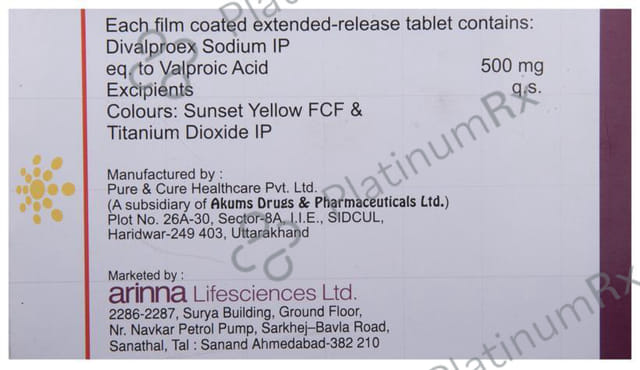 Each film coated extended-release tablet contains:
Divalproex Sodium IP
eq. to Valproic Acid 500 mg
Excipients q.s.
Colours: Sunset Yellow FCF &
Titanium Dioxide IP
Manufactured by :
Pure & Cure Healthcare Pvt. Ltd.
(A subsidiary of Akums Drugs & Pharmaceuticals Ltd.)
Plot No. 26A-30, Sector-8A, I.I.E., SIDCUL,
Haridwar-249 403, Uttarakhand
Marketed by :
arinna Lifesciences Ltd.
2286-2287, Surya Building, Ground Floor,
Nr. Navkar Petrol Pump, Sarkhej–Bavla Road,
Sanathal, Tal : Sanand Ahmedabad-382 210
PlatinumRx
PlatinumRx